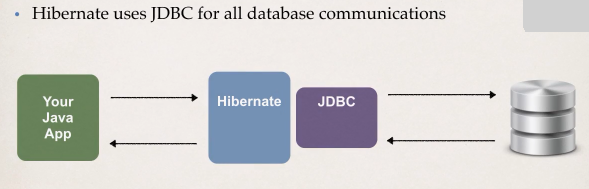 • Hibernate uses JDBC for all database communications
Your
Java
App
Hibernate
JDBC